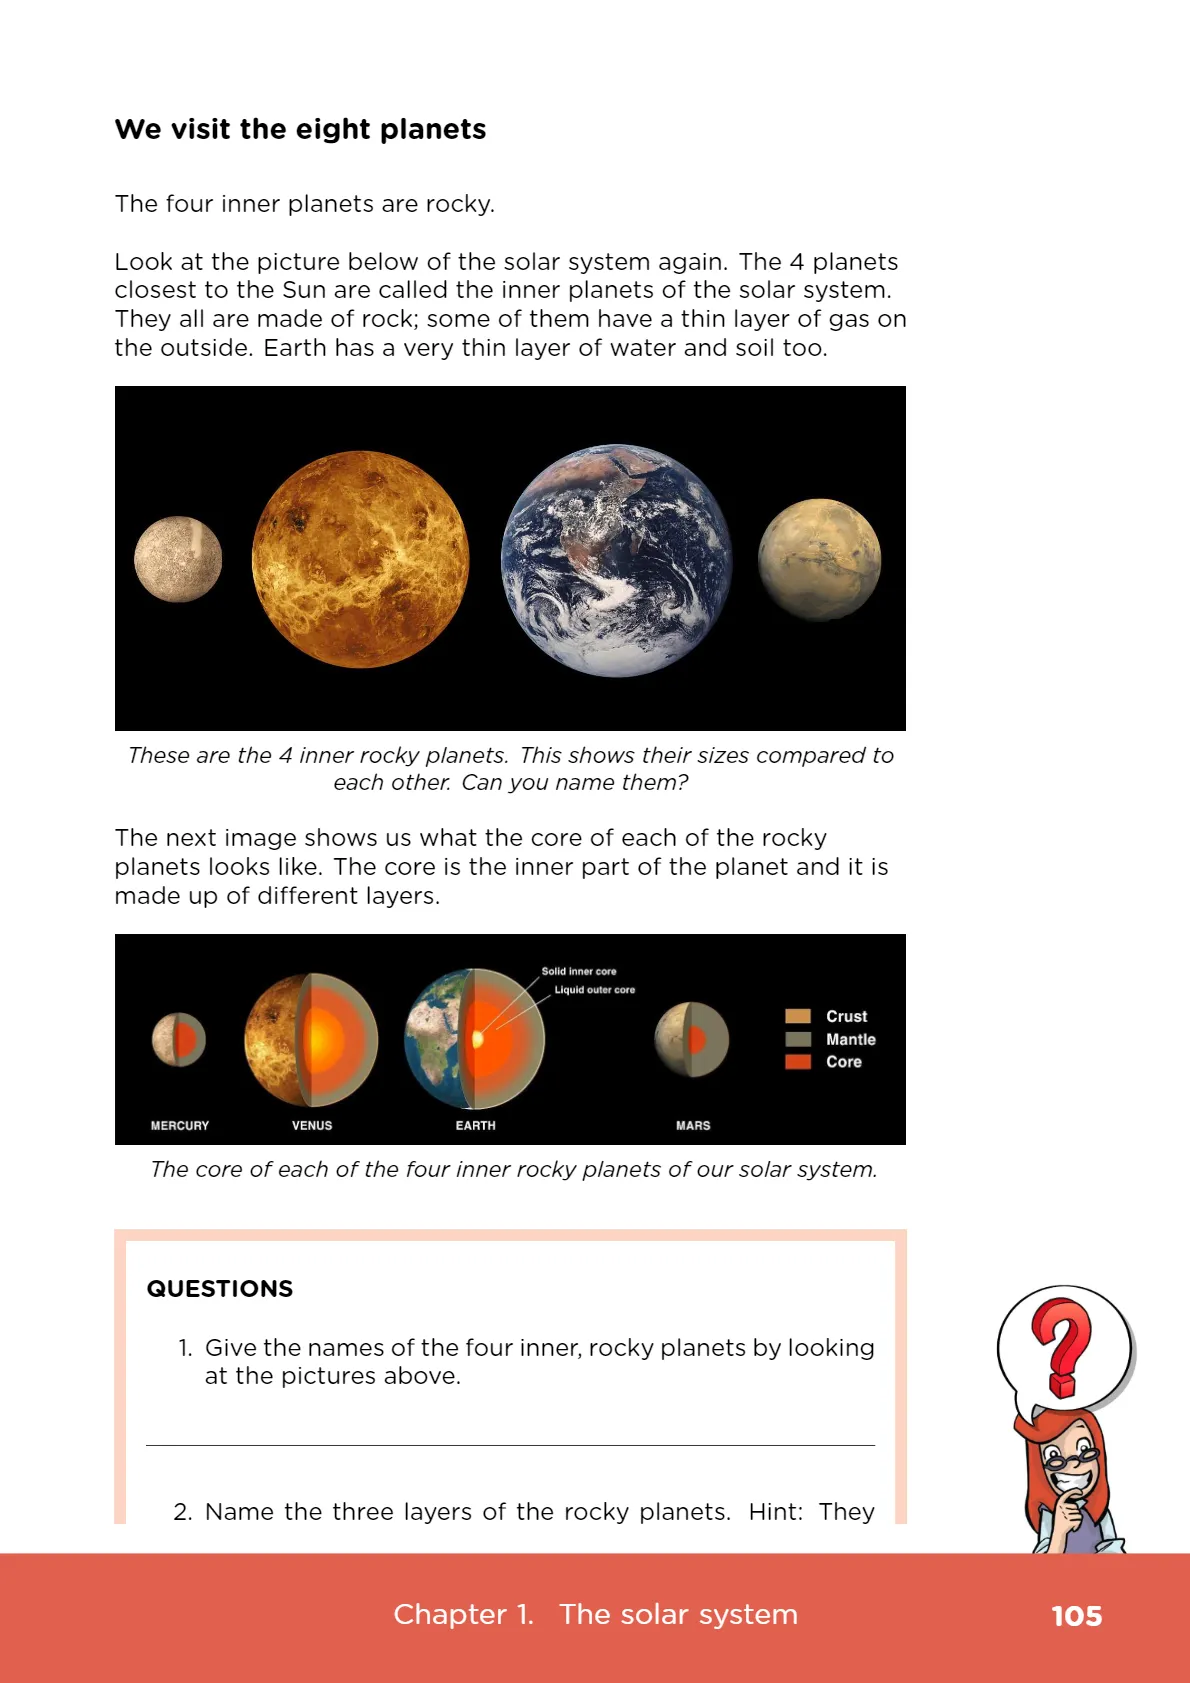 We visit the eight planets
The four inner planets are rocky.
Look at the picture below of the solar system again. The 4 planets
closest to the Sun are called the inner planets of the solar system.
They all are made of rock; some of them have a thin layer of gas on
the outside. Earth has a very thin layer of water and soil too.
These are the 4 inner rocky planets. This shows their sizes compared to
each other. Can you name them?
The next image shows us what the core of each of the rocky
planets looks like. The core is the inner part of the planet and it is
made up of different layers.
Solid inner core
Liquid outer core
Crust
Mantle
Core
MERCURY VENUS EARTH MARS
The core of each of the four inner rocky planets of our solar system.
QUESTIONS
1. Give the names of the four inner, rocky planets by looking
at the pictures above.
2. Name the three layers of the rocky planets. Hint: They
?
Chapter 1. The solar system 105